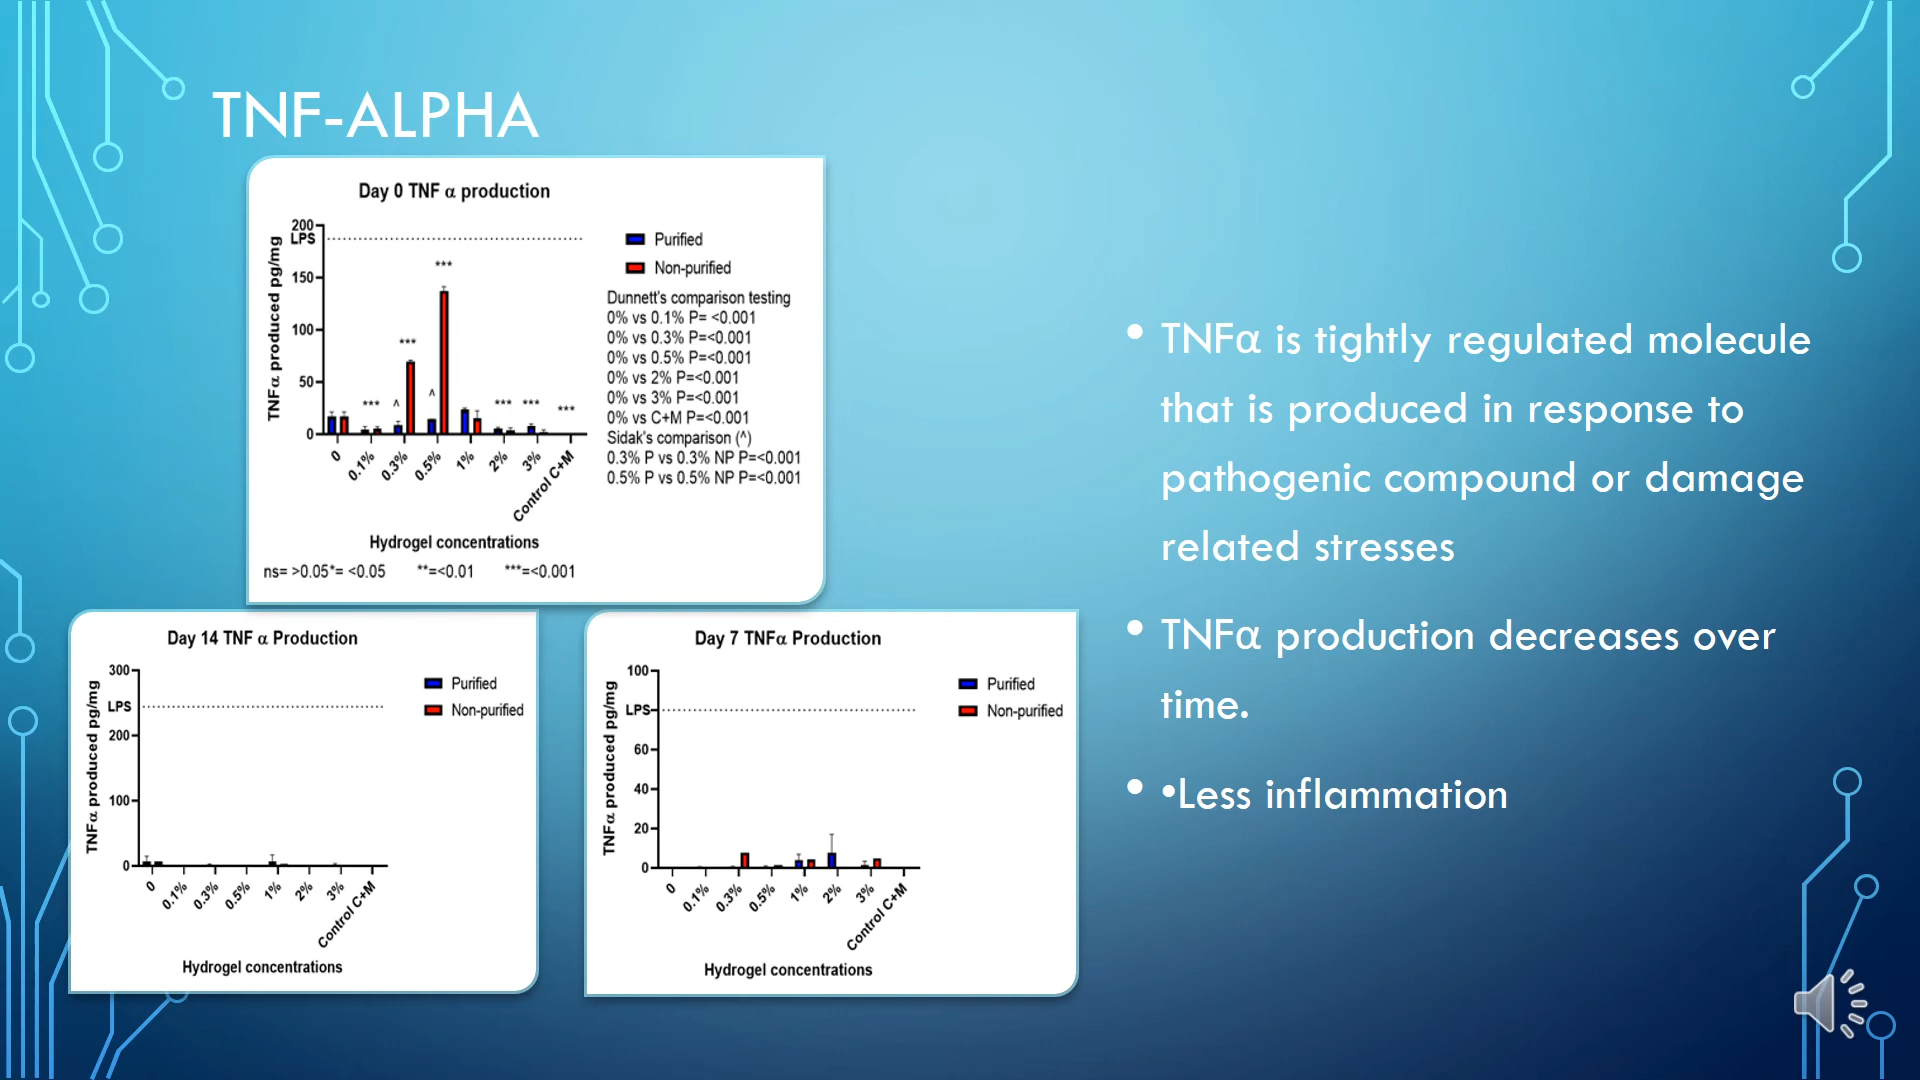 TNF-ALPHA
Day 0 TNF α production
200
LPS
150
100
50
0
TNFα produced pg/mg
***
^
***
^
***
***
***
***
0
0.1%
0.3%
0.5%
1%
2%
3%
Control C+M
Hydrogel concentrations
ns= >0.05 *= <0.05 **=<0.01 ***=<0.001
Purified
Non-purified
Dunnett's comparison testing
0% vs 0.1% P= <0.001
0% vs 0.3% P=<0.001
0% vs 0.5% P=<0.001
0% vs 2% P=<0.001
0% vs 3% P=<0.001
0% vs C+M P=<0.001
Sidak's comparison (^)
0.3% P vs 0.3% NP P=<0.001
0.5% P vs 0.5% NP P=<0.001
Day 14 TNF α Production
300
LPS
200
100
0
TNFα produced pg/mg
0
0.1%
0.3%
0.5%
1%
2%
3%
Control C+M
Hydrogel concentrations
Purified
Non-purified
Day 7 TNFα Production
100
LPS
60
40
20
0
TNFα produced pg/mg
0
0.1%
0.3%
0.5%
1%
2%
3%
Control C+M
Hydrogel concentrations
Purified
Non-purified
• TNFα is tightly regulated molecule
that is produced in response to
pathogenic compound or damage
related stresses
• TNFα production decreases over
time.
• •Less inflammation